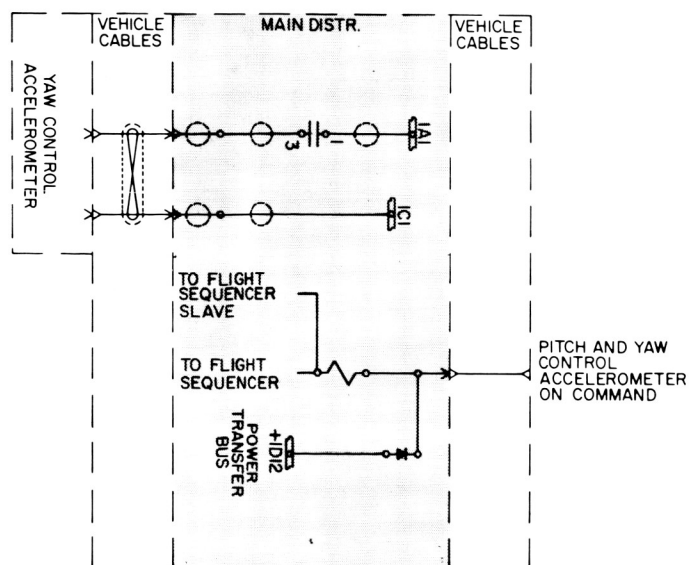 VEHICLE
CABLES
MAIN DISTR.
VEHICLE
CABLES
YAW CONTROL
ACCELEROMETER
3
1
1A1
1C1
TO FLIGHT
SEQUENCER
SLAVE
TO FLIGHT
SEQUENCER
PITCH AND YAW
CONTROL
ACCELEROMETER
ON COMMAND
+1D12
POWER
TRANSFER
BUS